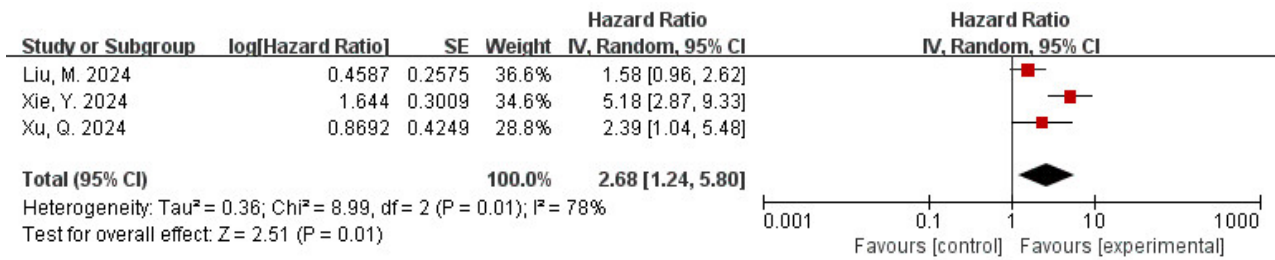 Hazard Ratio Hazard Ratio
Study or Subgroup log[Hazard Ratio] SE Weight IV, Random, 95% CI IV, Random, 95% CI
Liu, M. 2024 0.4587 0.2575 36.6% 1.58 [0.96, 2.62]
Xie, Y. 2024 1.644 0.3009 34.6% 5.18 [2.87, 9.33]
Xu, Q. 2024 0.8692 0.4249 28.8% 2.39 [1.04, 5.48]
Total (95% CI) 100.0% 2.68 [1.24, 5.80]
Heterogeneity: Tau² = 0.36; Chi² = 8.99, df = 2 (P = 0.01); I² = 78%
Test for overall effect: Z = 2.51 (P = 0.01)
0.001 0.1 1 10 1000
Favours [control] Favours [experimental]